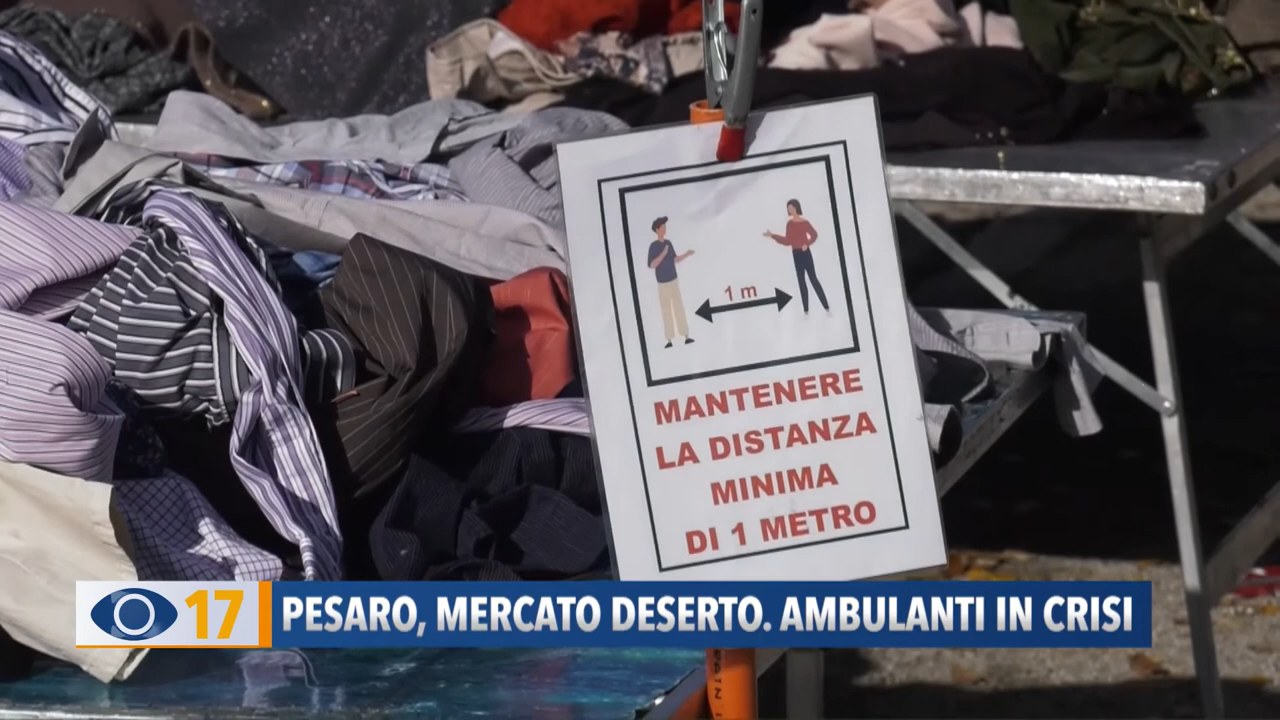 1 m
MANTENERE
LA DISTANZA
MINIMA
DI 1 METRO
17 PESARO, MERCATO DESERTO. AMBULANTI IN CRISI